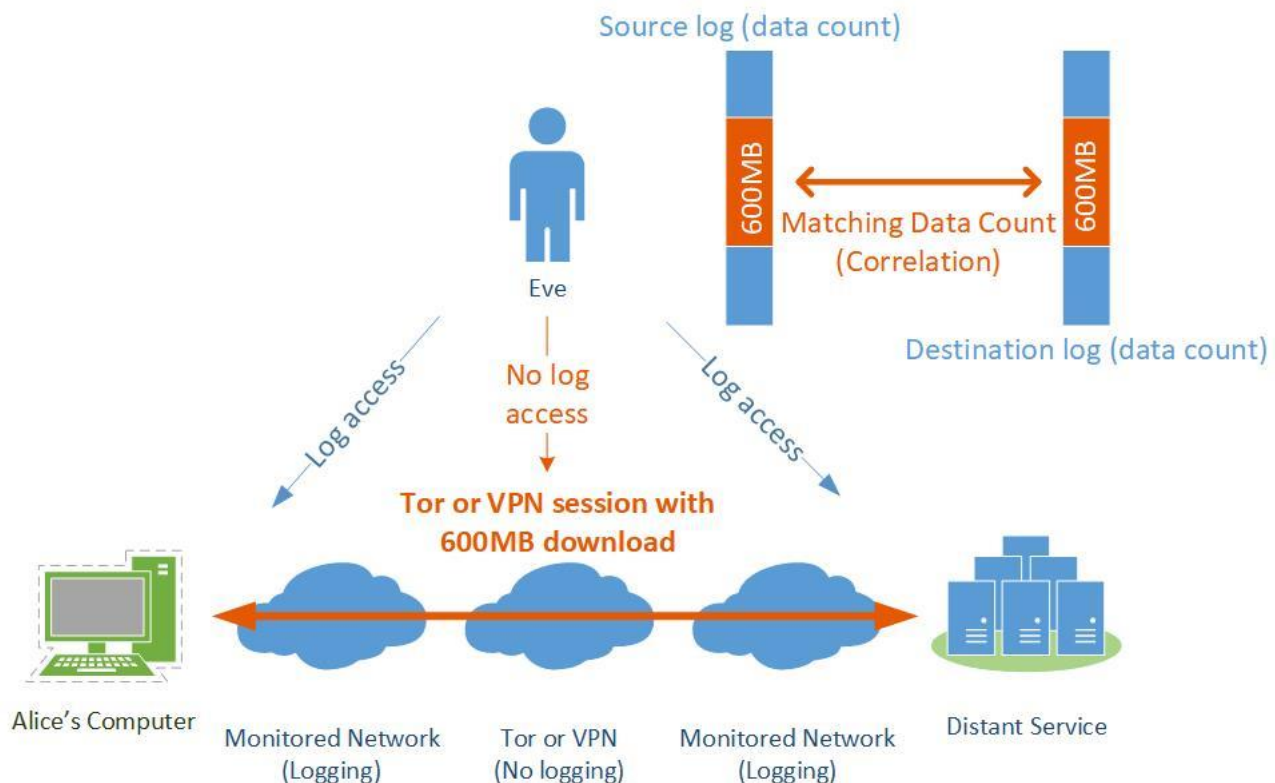 Source log (data count)
600MB
600MB
Matching Data Count
(Correlation)
Eve
Destination log (data count)
Log access
No log
access
Log access
Tor or VPN session with
600MB download
Alice’s Computer
Monitored Network
(Logging)
Tor or VPN
(No logging)
Monitored Network
(Logging)
Distant Service